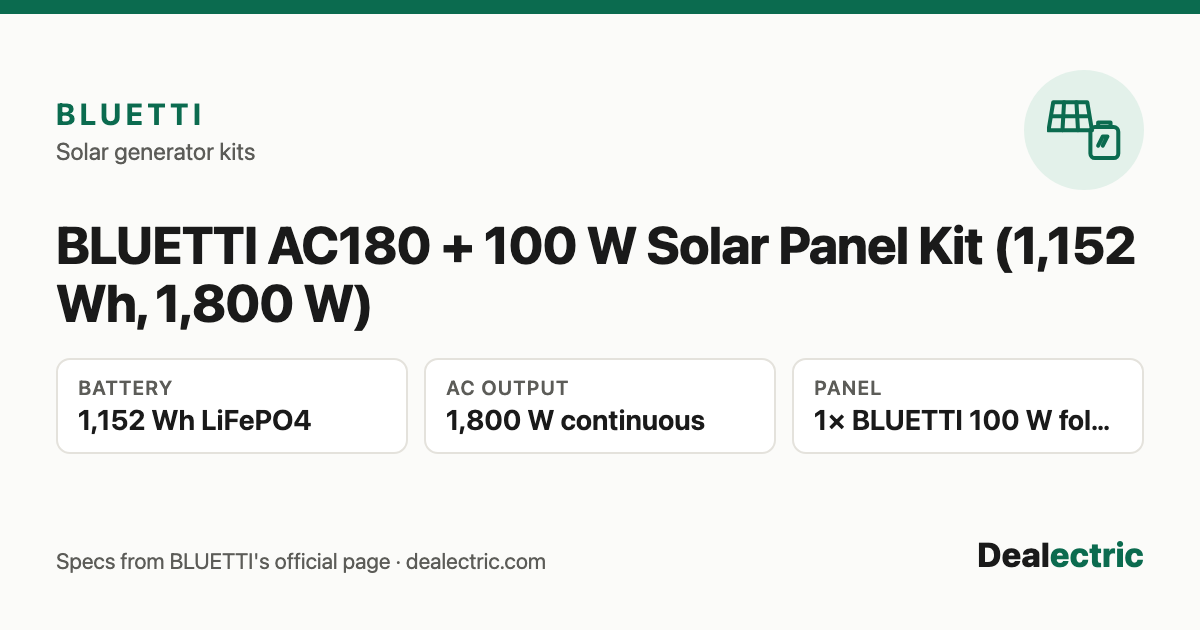 BLUETTI
Solar generator kits
BLUETTI AC180 + 100 W Solar Panel Kit (1,152
Wh, 1,800 W)
BATTERY
1,152 Wh LiFePO4
AC OUTPUT
1,800 W continuous
PANEL
1× BLUETTI 100 W fol...
Specs from BLUETTI's official page · dealectric.com
Dealectric